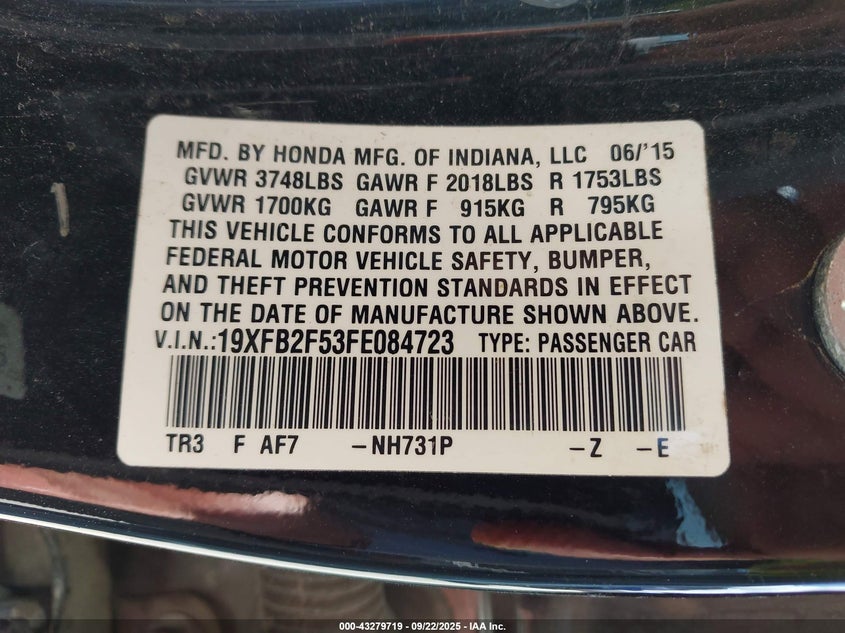 MFD. BY HONDA MFG. OF INDIANA, LLC 06/'15
GVWR 3748LBS GAWR F 2018LBS R 1753LBS
GVWR 1700KG GAWR F 915KG R 795KG
THIS VEHICLE CONFORMS TO ALL APPLICABLE
FEDERAL MOTOR VEHICLE SAFETY, BUMPER,
AND THEFT PREVENTION STANDARDS IN EFFECT
ON THE DATE OF MANUFACTURE SHOWN ABOVE.
V.I.N.:19XFB2F53FE084723 TYPE: PASSENGER CAR
TR3 F AF7 –NH731P –Z –E
000-43279719 - 09/22/2025 - IAA Inc.